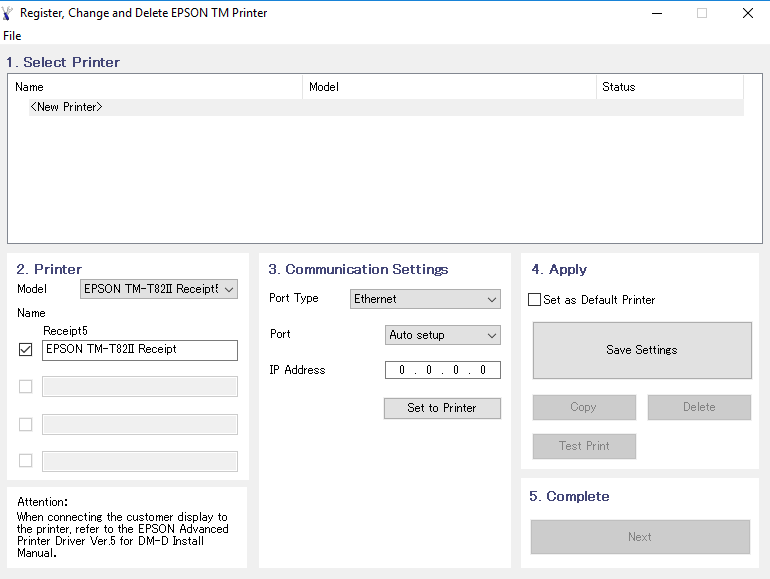 Register, Change and Delete EPSON TM Printer
File
1. Select Printer
Name Model Status
<New Printer>
2. Printer
Model EPSON TM-T82II Receipt5
Name
Receipt5
EPSON TM-T82II Receipt
Attention:
When connecting the customer display to
the printer, refer to the EPSON Advanced
Printer Driver Ver.5 for DM-D Install
Manual.
3. Communication Settings
Port Type Ethernet
Port Auto setup
IP Address 0 . 0 . 0 . 0
Set to Printer
4. Apply
Set as Default Printer
Save Settings
Copy Delete
Test Print
5. Complete
Next